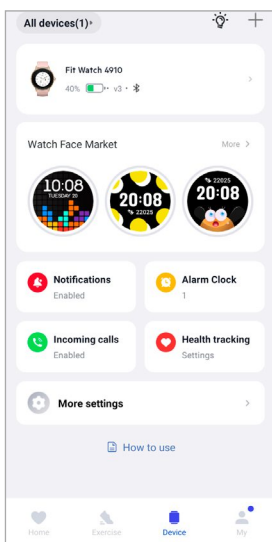 All devices(1)
Fit Watch 4910
40% v3
Watch Face Market
More >
10:08
TUESDAY 20
20:08
22025
22025
20:08
Notifications
Enabled
Alarm Clock
1
Incoming calls
Enabled
Health tracking
Settings
More settings
How to use
Home
Exercise
Device
My